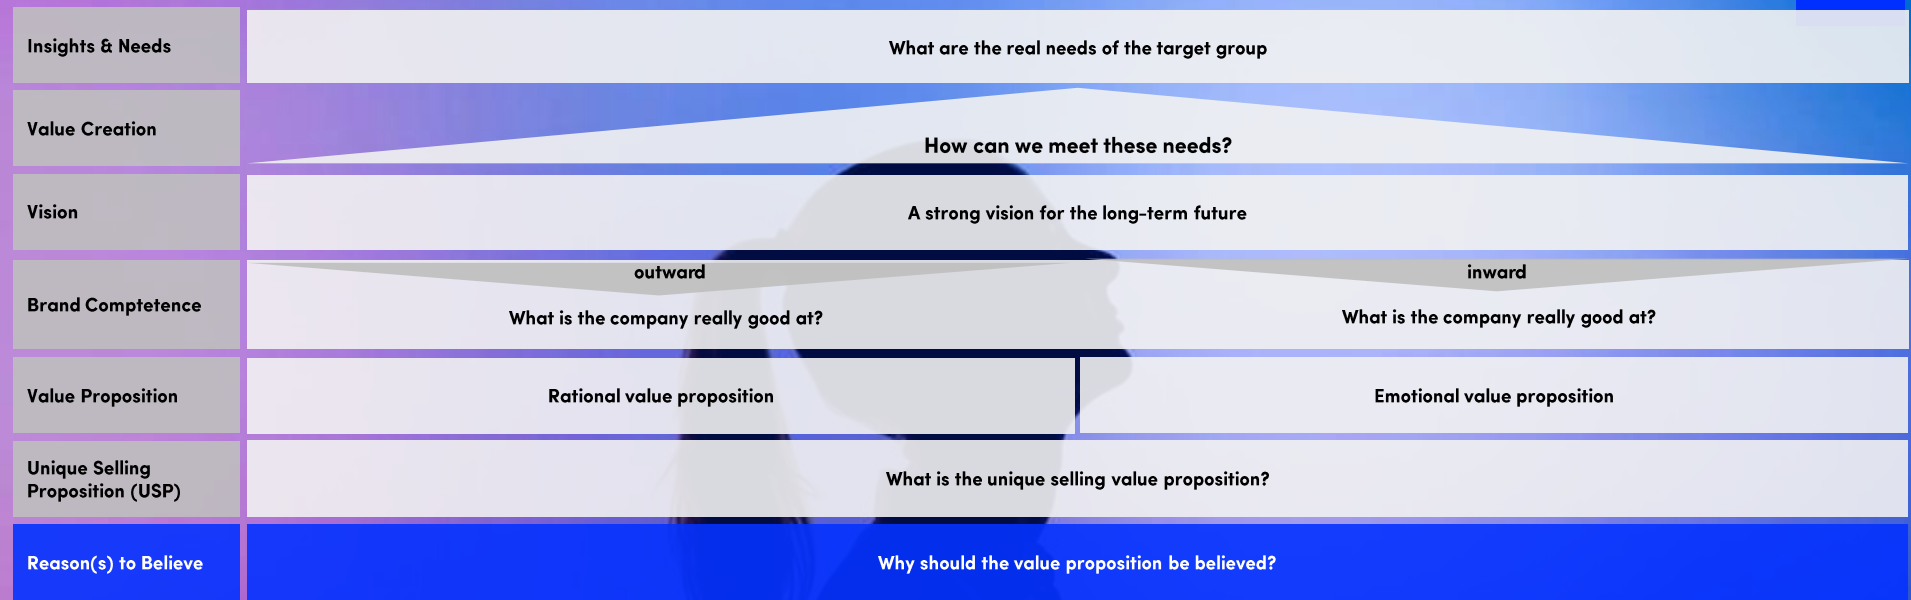 Insights & Needs
What are the real needs of the target group
Value Creation
How can we meet these needs?
Vision
A strong vision for the long-term future
Brand Comptetence
outward
What is the company really good at?
inward
What is the company really good at?
Value Proposition
Rational value proposition
Emotional value proposition
Unique Selling
Proposition (USP)
What is the unique selling value proposition?
Reason(s) to Believe
Why should the value proposition be believed?